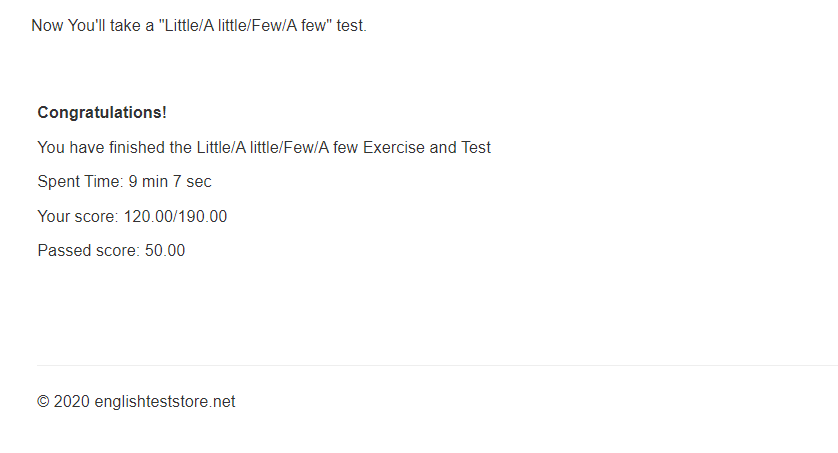 Now You'll take a "Little/A little/Few/A few" test.
Congratulations!
You have finished the Little/A little/Few/A few Exercise and Test
Spent Time: 9 min 7 sec
Your score: 120.00/190.00
Passed score: 50.00
© 2020 englishteststore.net